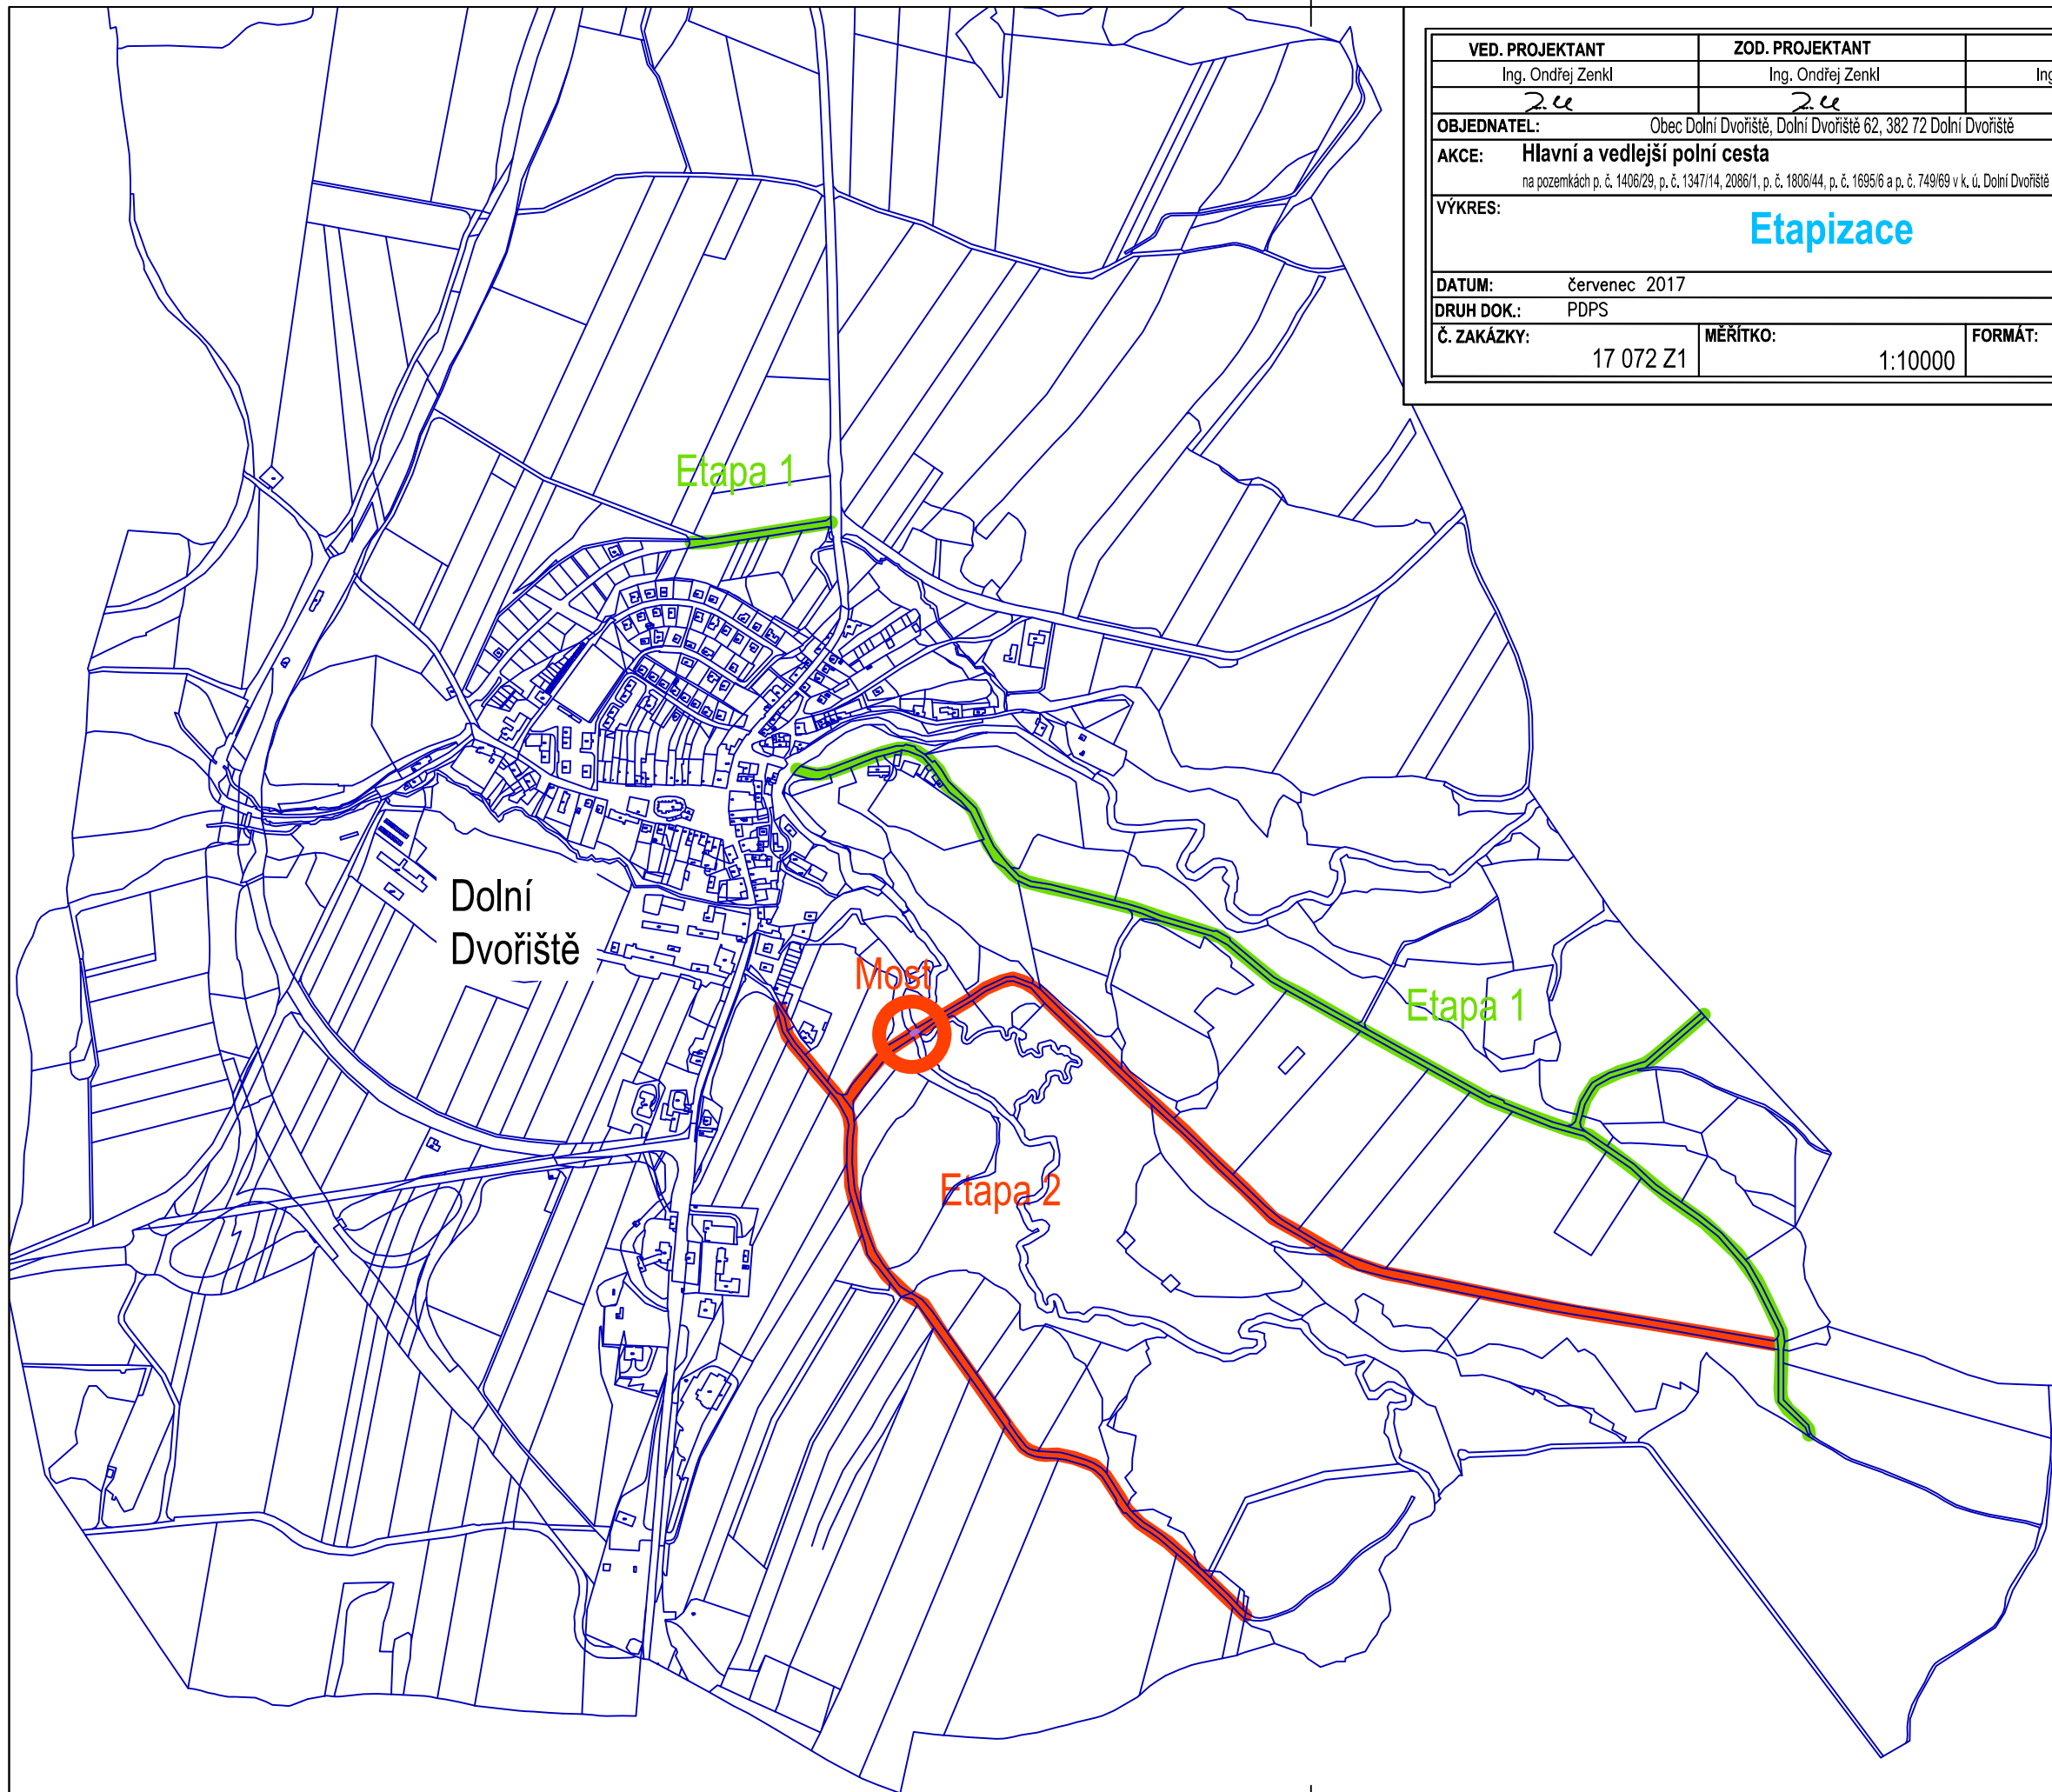 VED. PROJEKTANT ZOD. PROJEKTANT
Ing. Ondřej Zenkl Ing. Ondřej Zenkl Ing
OBJEDNATEL: Obec Dolní Dvořiště, Dolní Dvořiště 62, 382 72 Dolní Dvořiště
AKCE: Hlavní a vedlejší polní cesta
na pozemkách p. č. 1406/29, p. č. 1347/14, 2086/1, p. č. 1806/44, p. č. 1695/6 a p. č. 749/69 v k. ú. Dolní Dvořiště
VÝKRES: Etapizace
DATUM: červenec 2017
DRUH DOK.: PDPS
Č. ZAKÁZKY: 17 072 Z1 MĚŘÍTKO: 1:10000 FORMÁT:
Etapa 1
Dolní
Dvořiště
Most
Etapa 1
Etapa 2